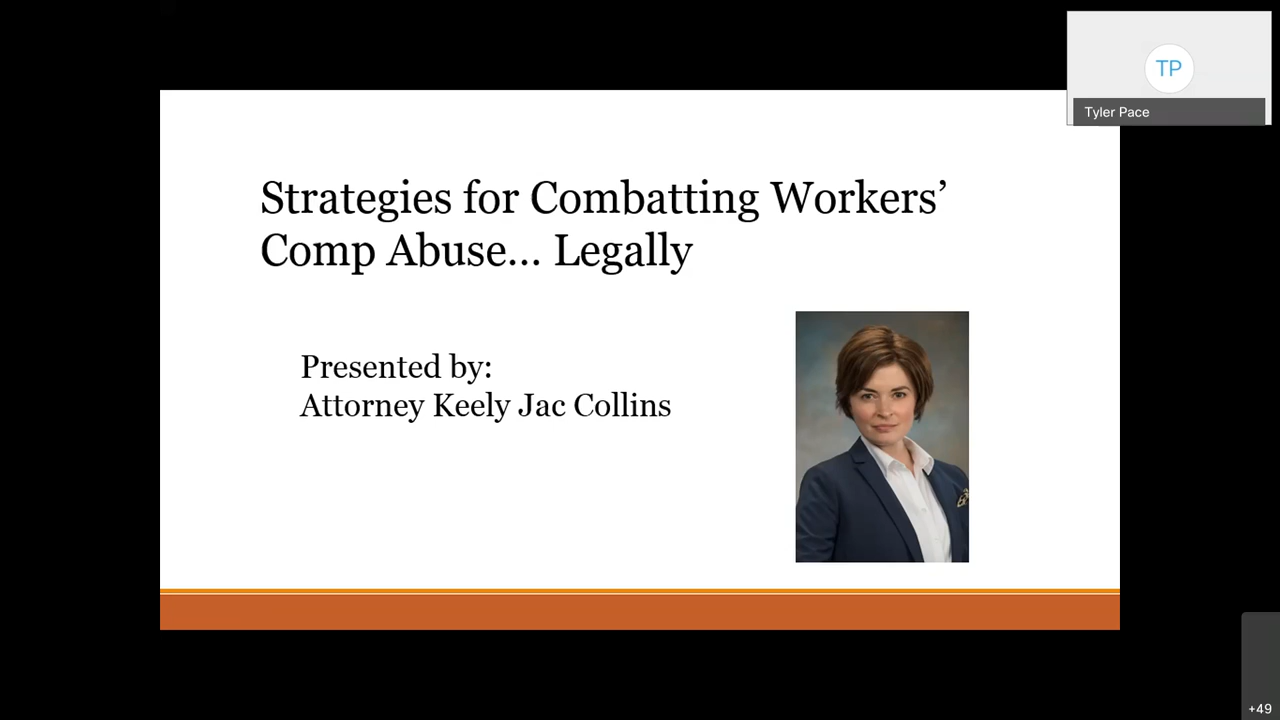 TP
Tyler Pace
Strategies for Combatting Workers’
Comp Abuse... Legally
Presented by:
Attorney Keely Jac Collins
+49